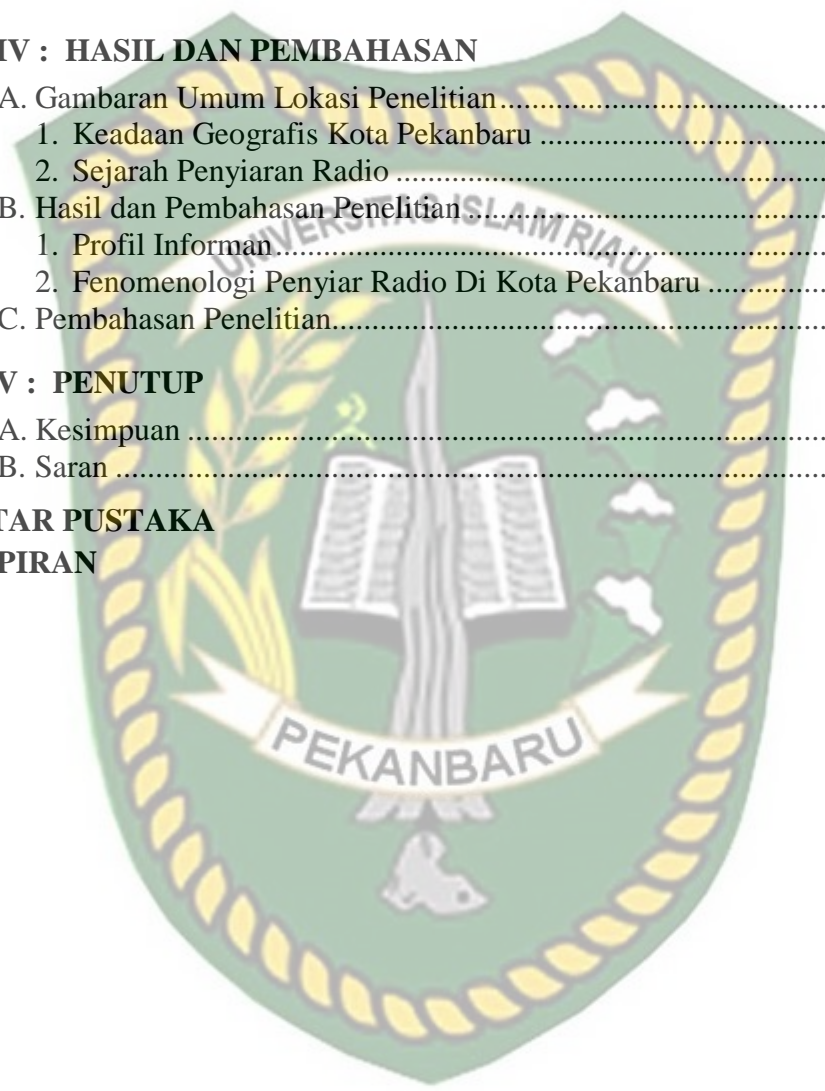 IV : HASIL DAN PEMBAHASAN
A. Gambaran Umum Lokasi Penelitian
1. Keadaan Geografis Kota Pekanbaru
2. Sejarah Penyiaran Radio
B. Hasil dan Pembahasan Penelitian
1. Profil Informan
2. Fenomenologi Penyiar Radio Di Kota Pekanbaru
C. Pembahasan Penelitian
V : PENUTUP
A. Kesimpuan
B. Saran
TAR PUSTAKA
PIRAN
UNIVERSITAS ISLAM RIAU
PEKANBARU